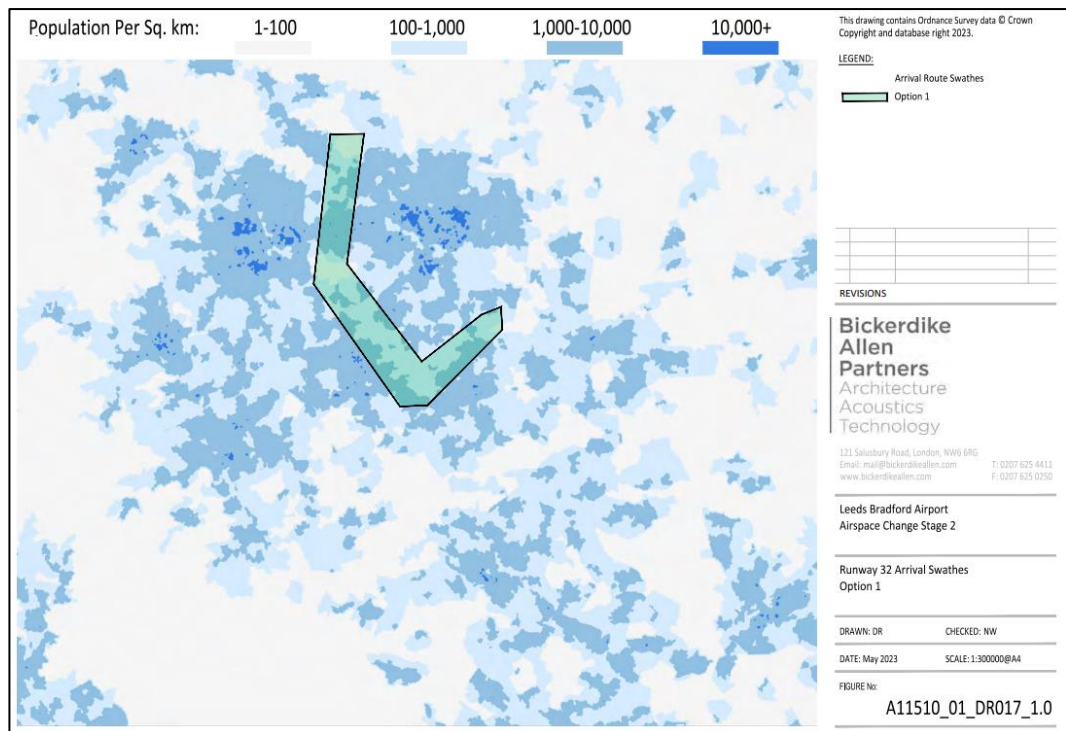 Population Per Sq. km: 1-100 100-1,000 1,000-10,000 10,000+
This drawing contains Ordnance Survey data © Crown
Copyright and database right 2023.
LEGEND:
Arrival Route Swathes
Option 1
REVISIONS
Bickerdike
Allen
Partners
Architecture
Acoustics
Technology
121 Salusbury Road, London, NW6 6RG
Email: mail@bickerdikeallen.com T: 0207 625 4411
www.bickerdikeallen.com F: 0207 625 0250
Leeds Bradford Airport
Airspace Change Stage 2
Runway 32 Arrival Swathes
Option 1
DRAWN: DR CHECKED: NW
DATE: May 2023 SCALE: 1:300000@A4
FIGURE No:
A11510_01_DR017_1.0